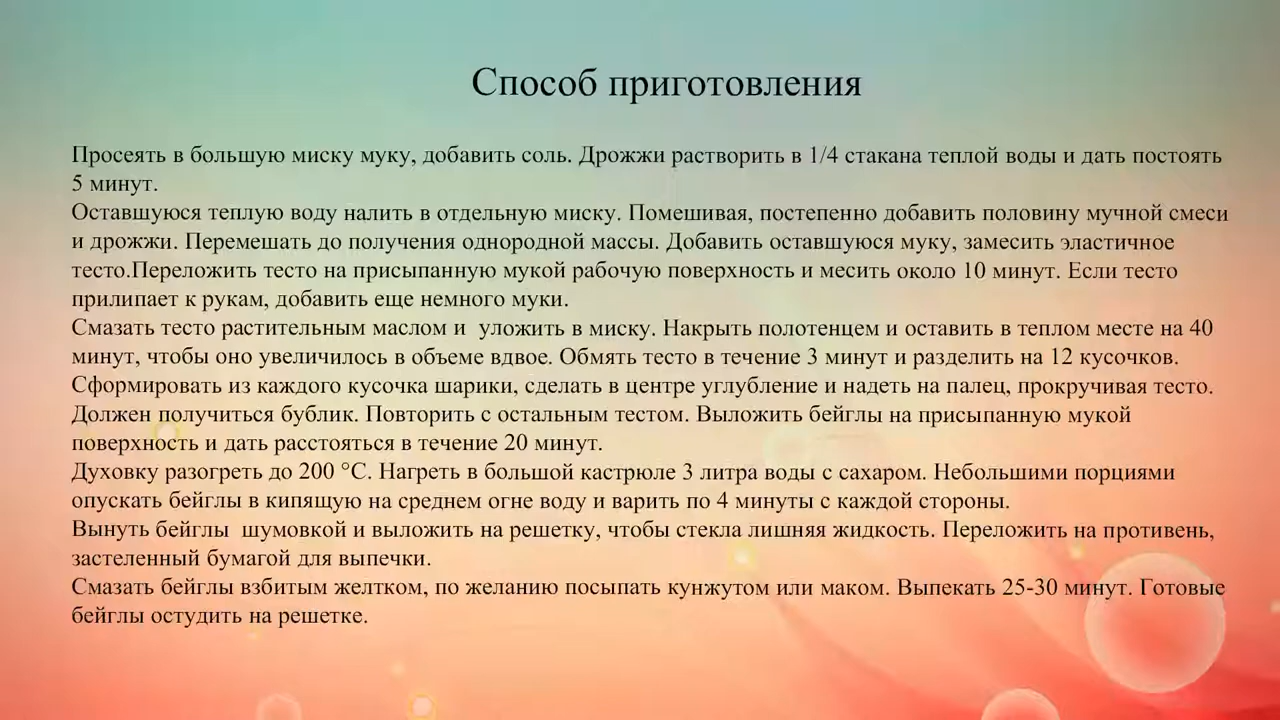 Способ приготовления
Просеять в большую миску муку, добавить соль. Дрожжи растворить в 1/4 стакана теплой воды и дать постоять
5 минут.
Оставшуюся теплую воду налить в отдельную миску. Помешивая, постепенно добавить половину мучной смеси
и дрожжи. Перемешать до получения однородной массы. Добавить оставшуюся муку, замесить эластичное
тесто.Переложить тесто на присыпанную мукой рабочую поверхность и месить около 10 минут. Если тесто
прилипает к рукам, добавить еще немного муки.
Смазать тесто растительным маслом и  уложить в миску. Накрыть полотенцем и оставить в теплом месте на 40
минут, чтобы оно увеличилось в объеме вдвое. Обмять тесто в течение 3 минут и разделить на 12 кусочков.
Сформировать из каждого кусочка шарики, сделать в центре углубление и надеть на палец, прокручивая тесто.
Должен получиться бублик. Повторить с остальным тестом. Выложить бейглы на присыпанную мукой
поверхность и дать расстояться в течение 20 минут.
Духовку разогреть до 200 °C. Нагреть в большой кастрюле 3 литра воды с сахаром. Небольшими порциями
опускать бейглы в кипящую на среднем огне воду и варить по 4 минуты с каждой стороны.
Вынуть бейглы  шумовкой и выложить на решетку, чтобы стекла лишняя жидкость. Переложить на противень,
застеленный бумагой для выпечки.
Смазать бейглы взбитым желтком, по желанию посыпать кунжутом или маком. Выпекать 25-30 минут. Готовые
бейглы остудить на решетке.